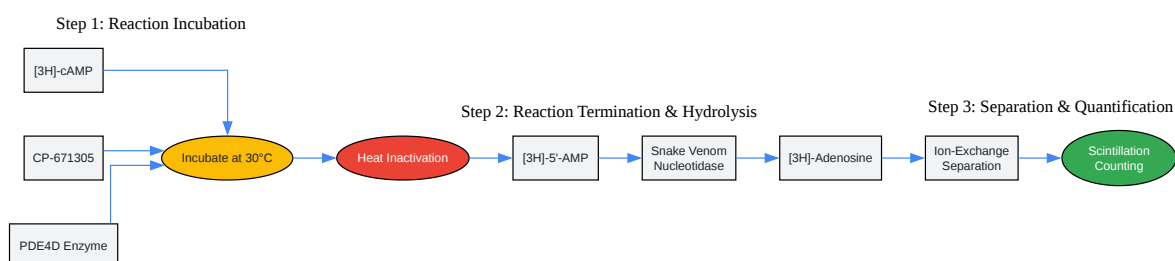 Step 1: Reaction Incubation
[3H]-cAMP
CP-671305
PDE4D Enzyme
Incubate at 30°C
Heat Inactivation
Step 2: Reaction Termination & Hydrolysis
[3H]-5'-AMP
Snake Venom
Nucleotidase
[3H]-Adenosine
Step 3: Separation & Quantification
Ion-Exchange
Separation
Scintillation
Counting